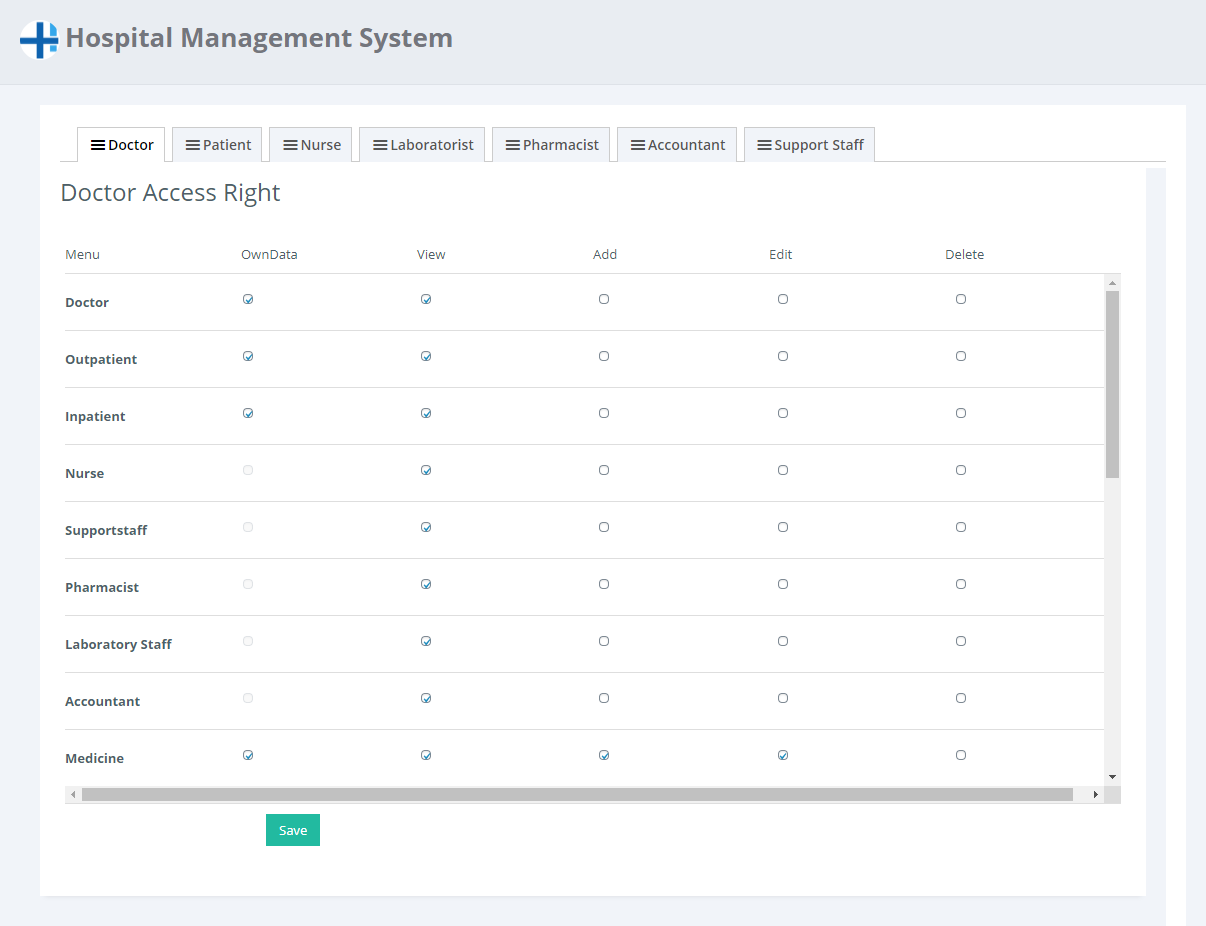 Hospital Management System
Doctor Patient Nurse Laboratorist Pharmacist Accountant Support Staff
Doctor Access Right
Menu OwnData View Add Edit Delete
Doctor
Outpatient
Inpatient
Nurse
Supportstaff
Pharmacist
Laboratory Staff
Accountant
Medicine
Save